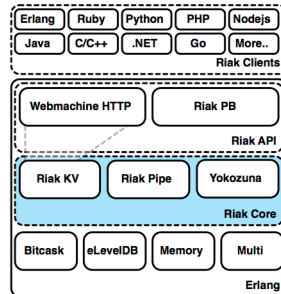 Erlang Ruby Python PHP Nodejs
Java C/C++ .NET Go More..
Riak Clients
Webmachine HTTP Riak PB
Riak API
Riak KV Riak Pipe Yokozuna
Riak Core
Bitcask eLevelDB Memory Multi
Erlang